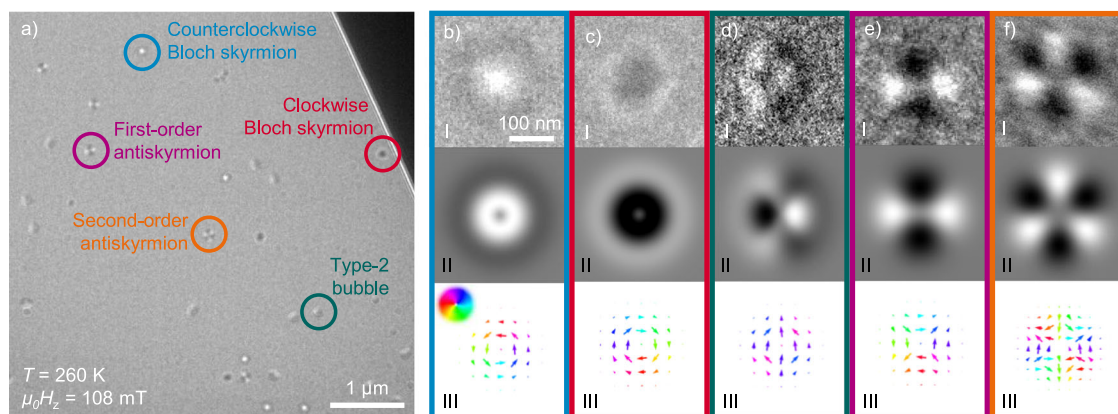 a)
Counterclockwise
Bloch skyrmion
Clockwise
Bloch skyrmion
First-order
antiskyrmion
Second-order
antiskyrmion
Type-2
bubble
T = 260 K
μ₀H_z = 108 mT
1 μm
b)
I
100 nm
II
III
c)
I
II
III
d)
I
II
III
e)
I
II
III
f)
I
II
III